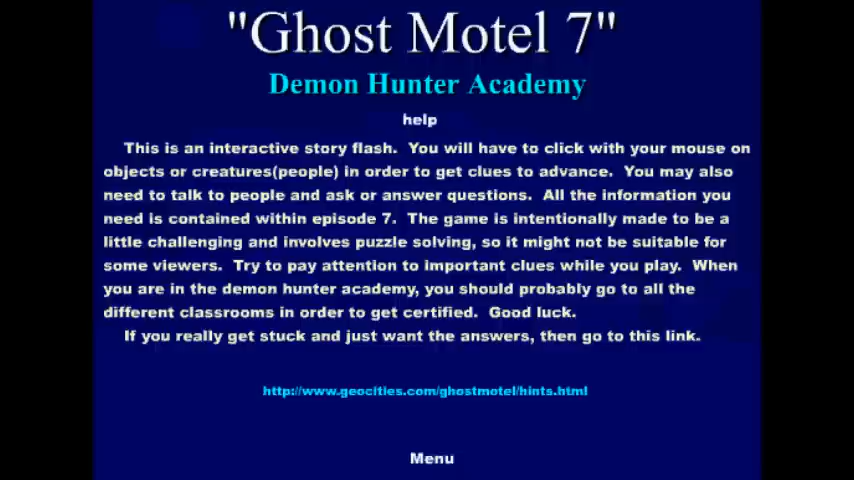 "Ghost Motel 7"
Demon Hunter Academy
help
This is an interactive story flash. You will have to click with your mouse on
objects or creatures(people) in order to get clues to advance. You may also
need to talk to people and ask or answer questions. All the information you
need is contained within episode 7. The game is intentionally made to be a
little challenging and involves puzzle solving, so it might not be suitable for
some viewers. Try to pay attention to important clues while you play. When
you are in the demon hunter academy, you should probably go to all the
different classrooms in order to get certified. Good luck.
If you really get stuck and just want the answers, then go to this link.
http://www.geocities.com/ghostmotel/hints.html
Menu